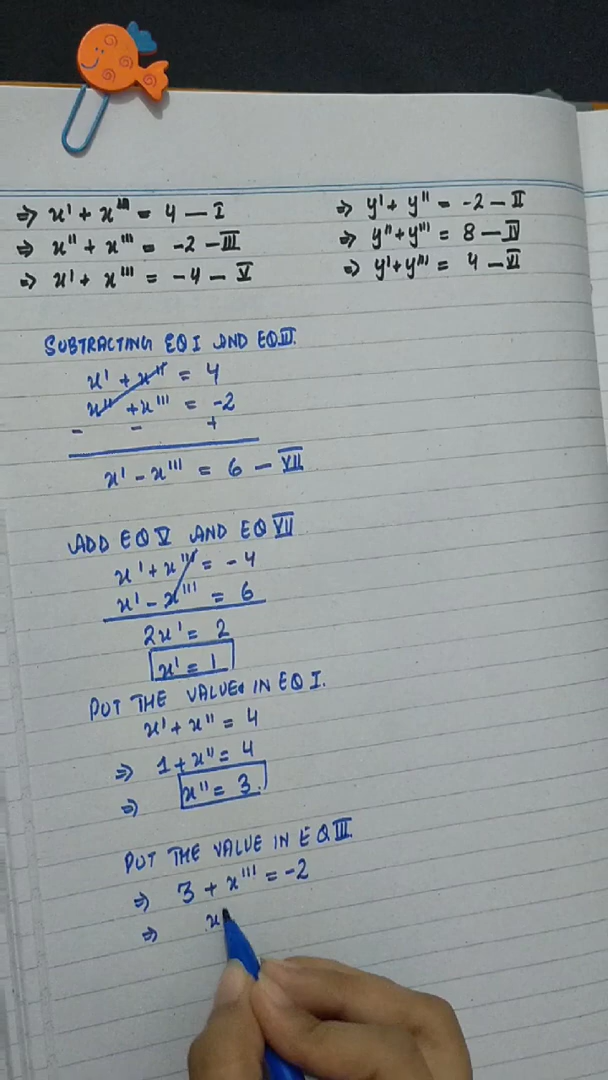 ⇒ x' + x''' = 4 — I
⇒ y' + y'' = -2 — II
⇒ x'' + x''' = -2 — III
⇒ y'' + y''' = 8 — IV
⇒ x' + x''' = -4 — V
⇒ y' + y''' = 4 — VI
SUBTRACTING EQ I AND EQ III.
x' + x'' = 4
x'' + x''' = -2
- - +
x' - x''' = 6 — VII
ADD EQ V AND EQ VII
x' + x''' = -4
x' - x''' = 6
2x' = 2
x' = 1
PUT THE VALUE IN EQ I.
x' + x'' = 4
⇒ 1 + x'' = 4
⇒ x'' = 3
PUT THE VALUE IN EQ III
⇒ 3 + x''' = -2
⇒ x